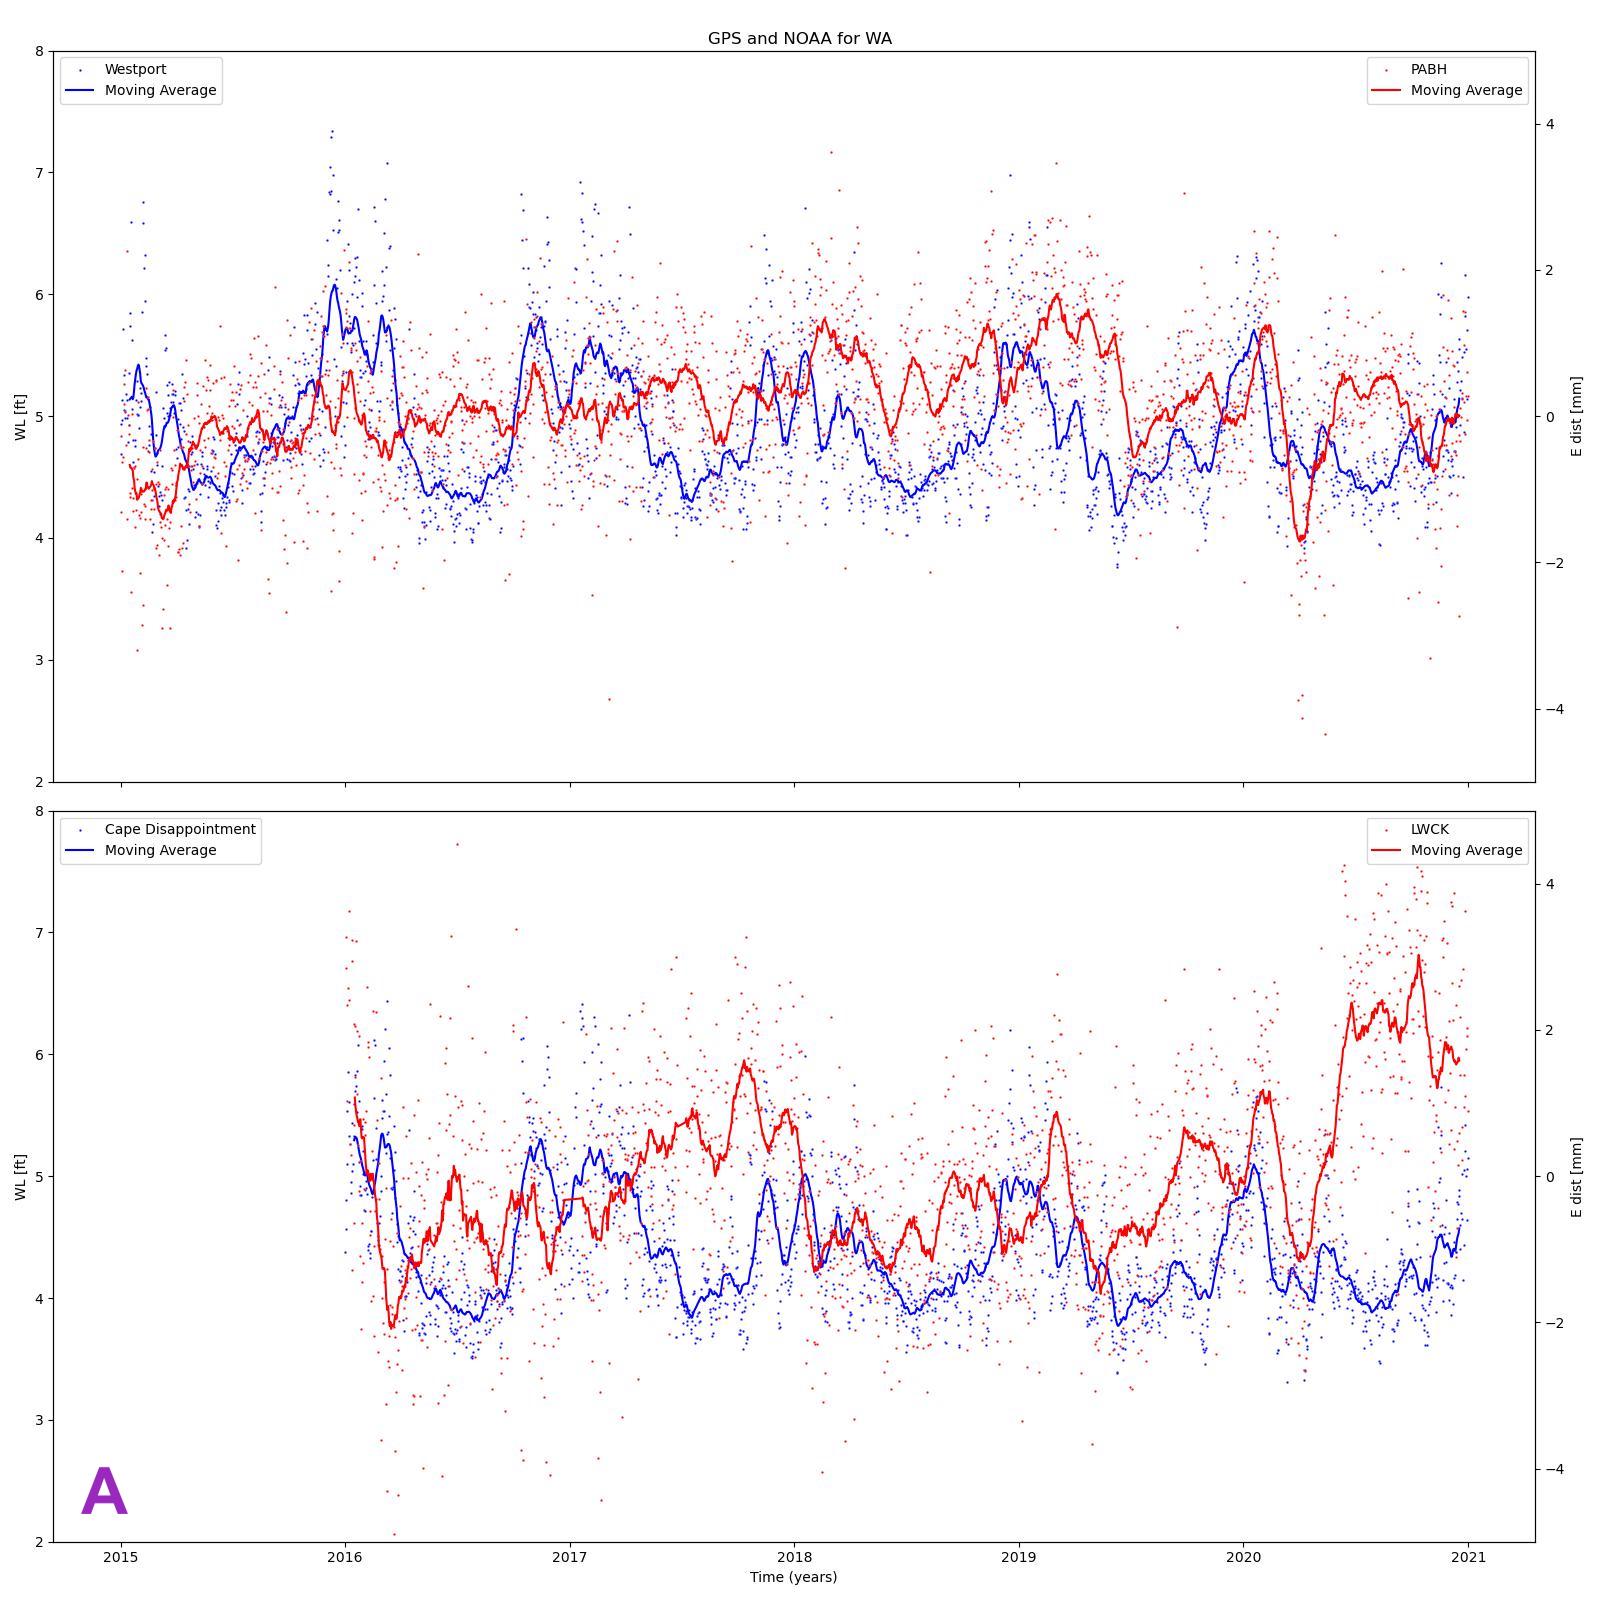 GPS and NOAA for WA
Westport
Moving Average
PABH
Moving Average
8
7
6
5
4
3
2
WL [ft]
4
2
0
−2
−4
E dist [mm]
Cape Disappointment
Moving Average
LWCK
Moving Average
8
7
6
5
4
3
2
WL [ft]
4
2
0
−2
−4
E dist [mm]
A
2015 2016 2017 2018 2019 2020 2021
Time (years)